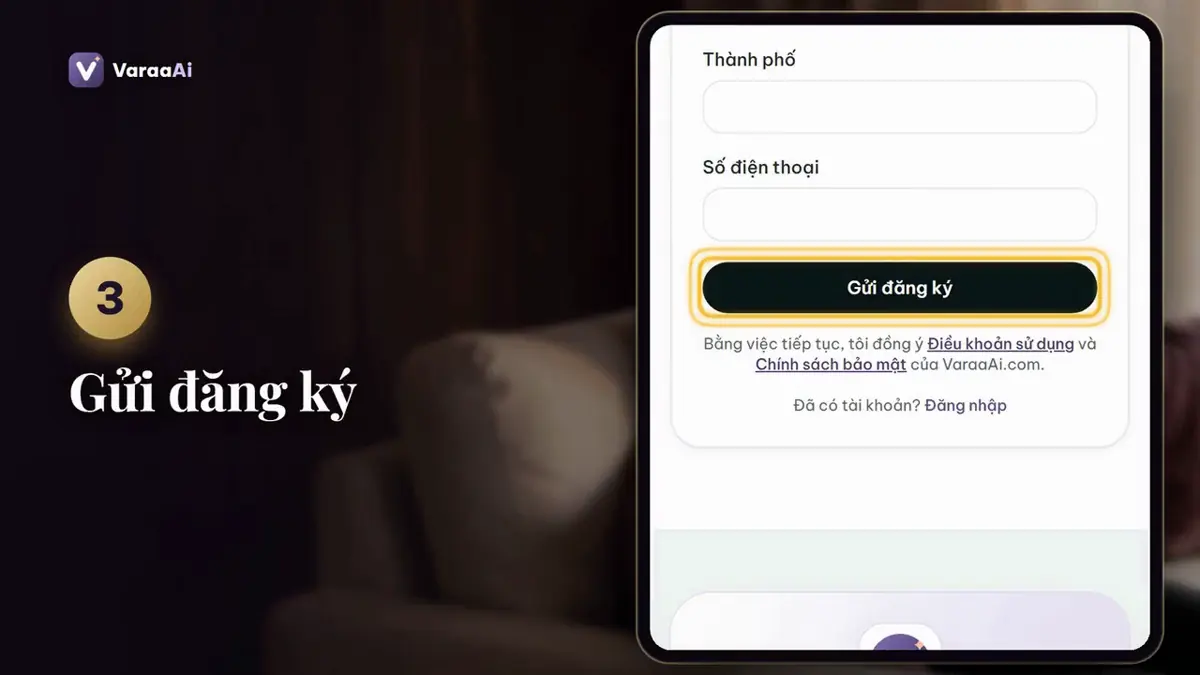 VaraaAi
3
Gửi đăng ký
Thành phố
Số điện thoại
Gửi đăng ký
Bằng việc tiếp tục, tôi đồng ý Điều khoản sử dụng và
Chính sách bảo mật của VaraaAi.com.
Đã có tài khoản? Đăng nhập